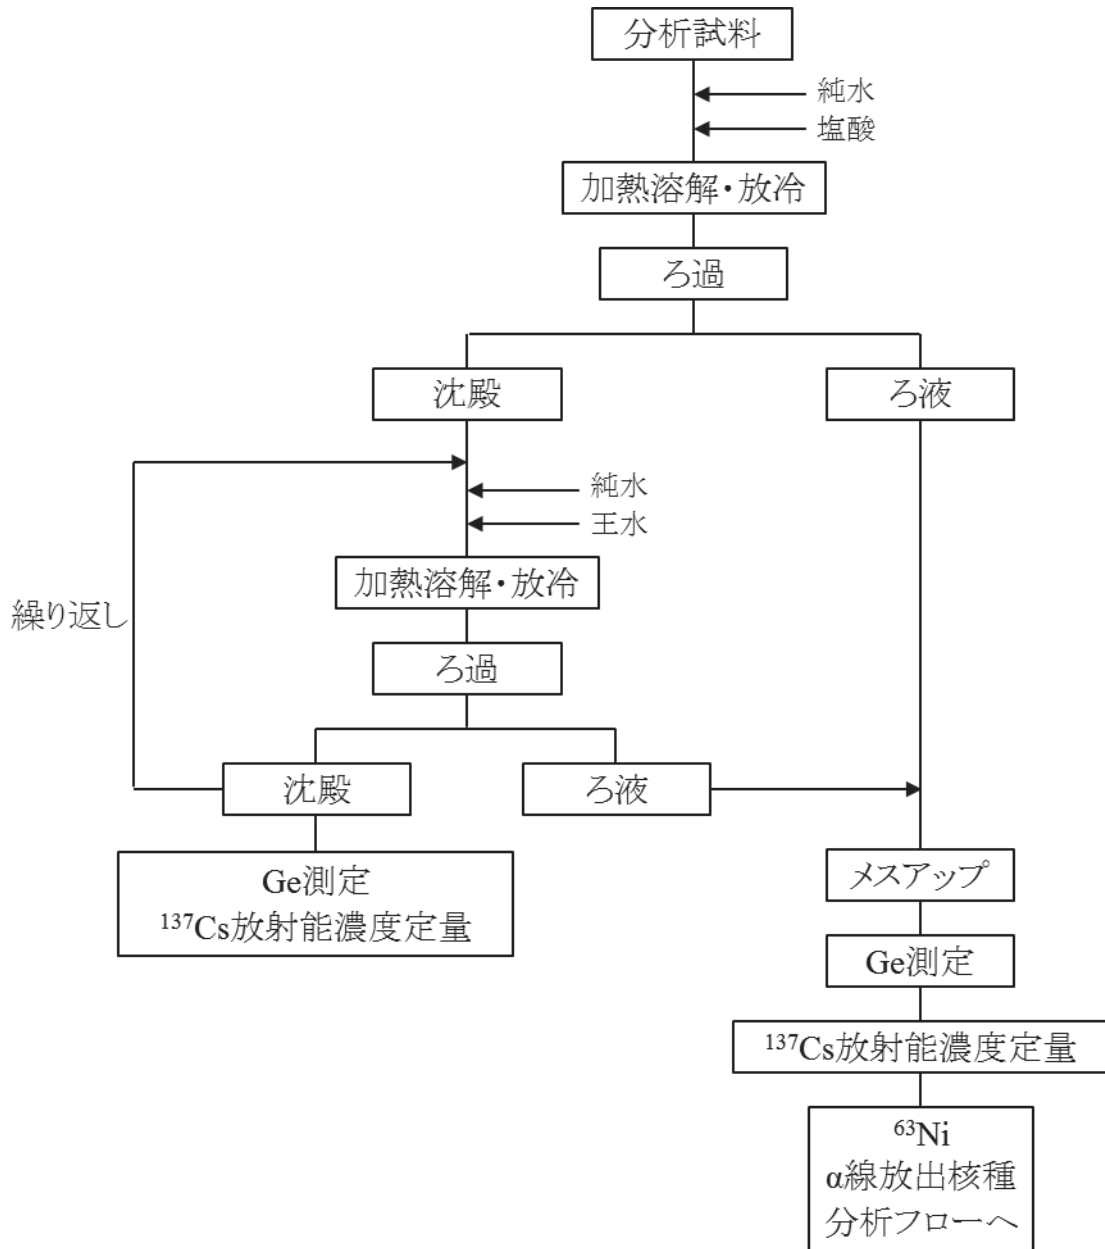 分析試料
純水
塩酸
加熱溶解・放冷
ろ過
沈殿
ろ液
純水
王水
加熱溶解・放冷
繰り返し
ろ過
沈殿
ろ液
Ge測定
¹³⁷Cs放射能濃度定量
メスアップ
Ge測定
¹³⁷Cs放射能濃度定量
⁶³Ni
α線放出核種
分析フローへ